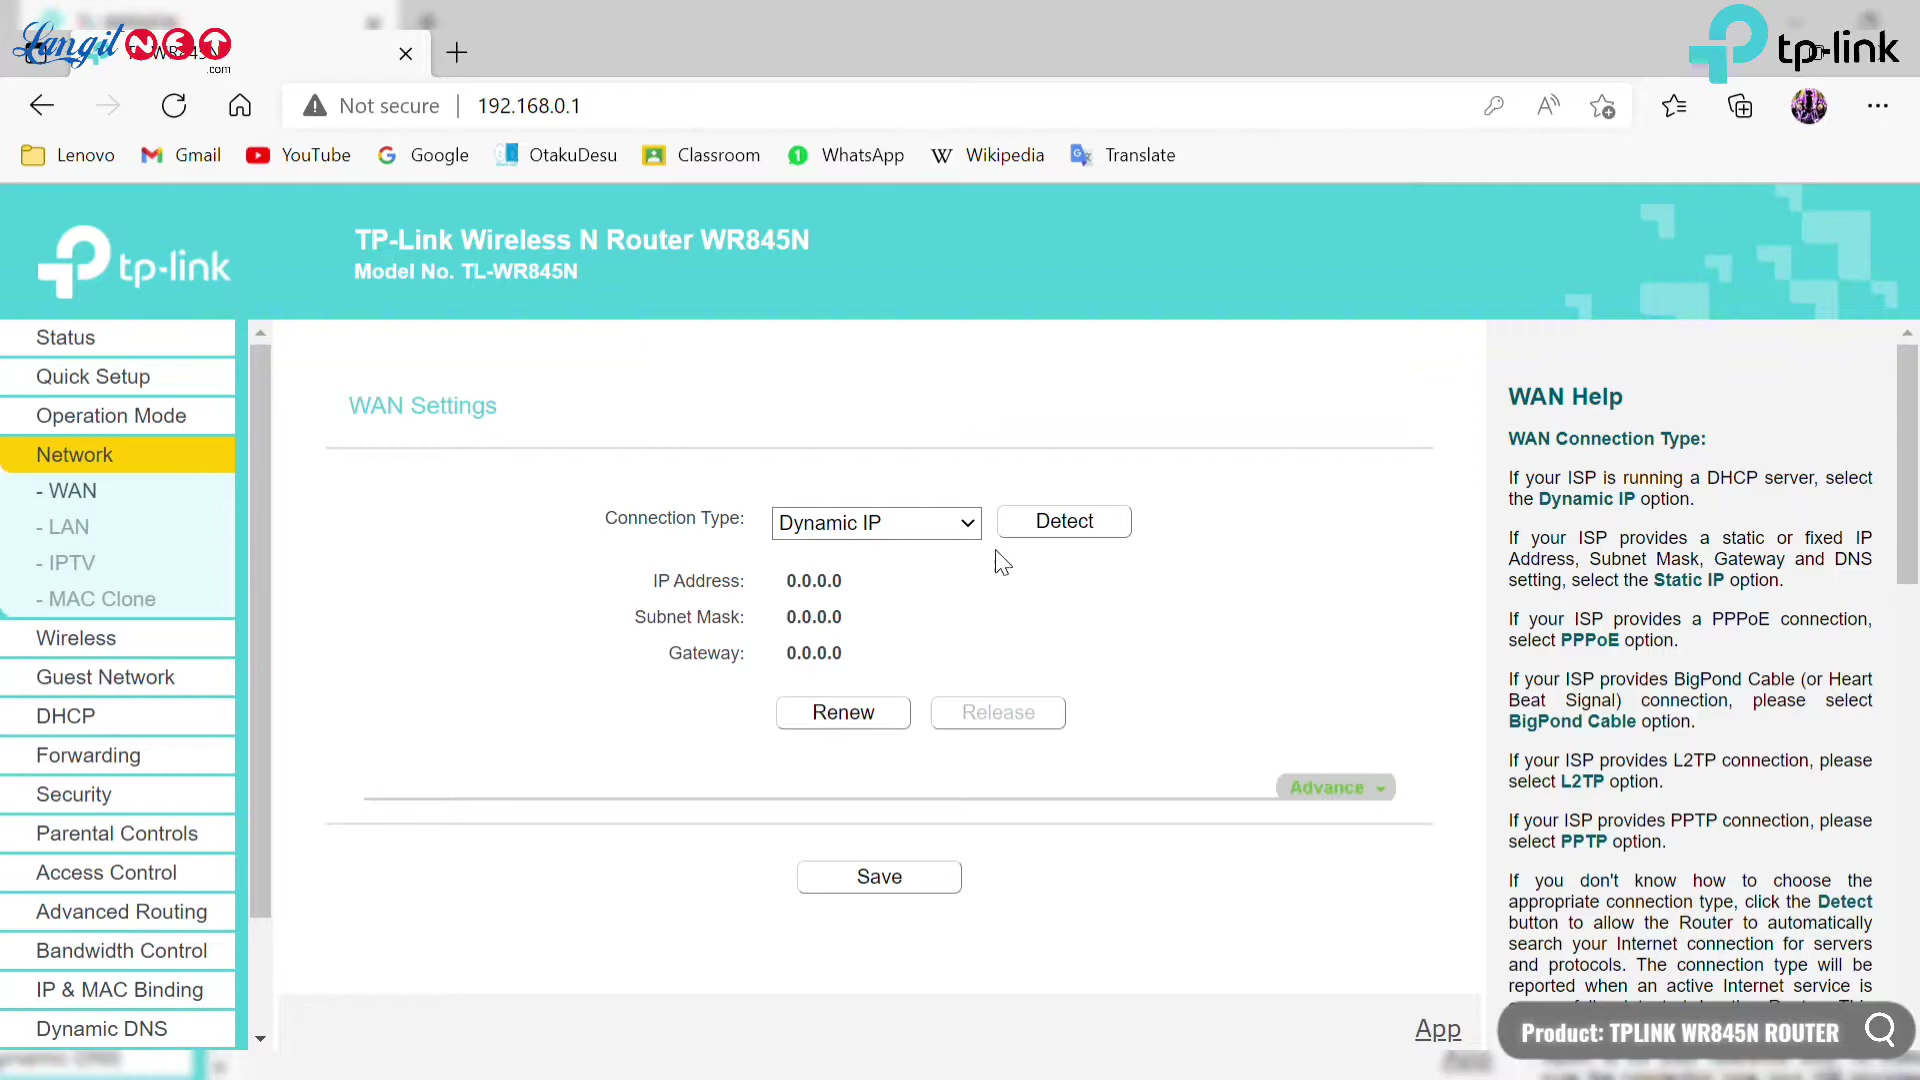 Langit NET
.com
tp-link
Not secure | 192.168.0.1
Lenovo Gmail YouTube Google OtakuDesu Classroom WhatsApp Wikipedia Translate
tp-link
TP-Link Wireless N Router WR845N
Model No. TL-WR845N
Status
Quick Setup
Operation Mode
Network
- WAN
- LAN
- IPTV
- MAC Clone
Wireless
Guest Network
DHCP
Forwarding
Security
Parental Controls
Access Control
Advanced Routing
Bandwidth Control
IP & MAC Binding
Dynamic DNS
WAN Settings
Connection Type: Dynamic IP Detect
IP Address: 0.0.0.0
Subnet Mask: 0.0.0.0
Gateway: 0.0.0.0
Renew Release
Advance
Save
App
WAN Help
WAN Connection Type:
If your ISP is running a DHCP server, select
the Dynamic IP option.
If your ISP provides a static or fixed IP
Address, Subnet Mask, Gateway and DNS
setting, select the Static IP option.
If your ISP provides a PPPoE connection,
select PPPoE option.
If your ISP provides BigPond Cable (or Heart
Beat Signal) connection, please select
BigPond Cable option.
If your ISP provides L2TP connection, please
select L2TP option.
If your ISP provides PPTP connection, please
select PPTP option.
If you don't know how to choose the
appropriate connection type, click the Detect
button to allow the Router to automatically
search your Internet connection for servers
and protocols. The connection type will be
reported when an active Internet service is
Product: TPLINK WR845N ROUTER